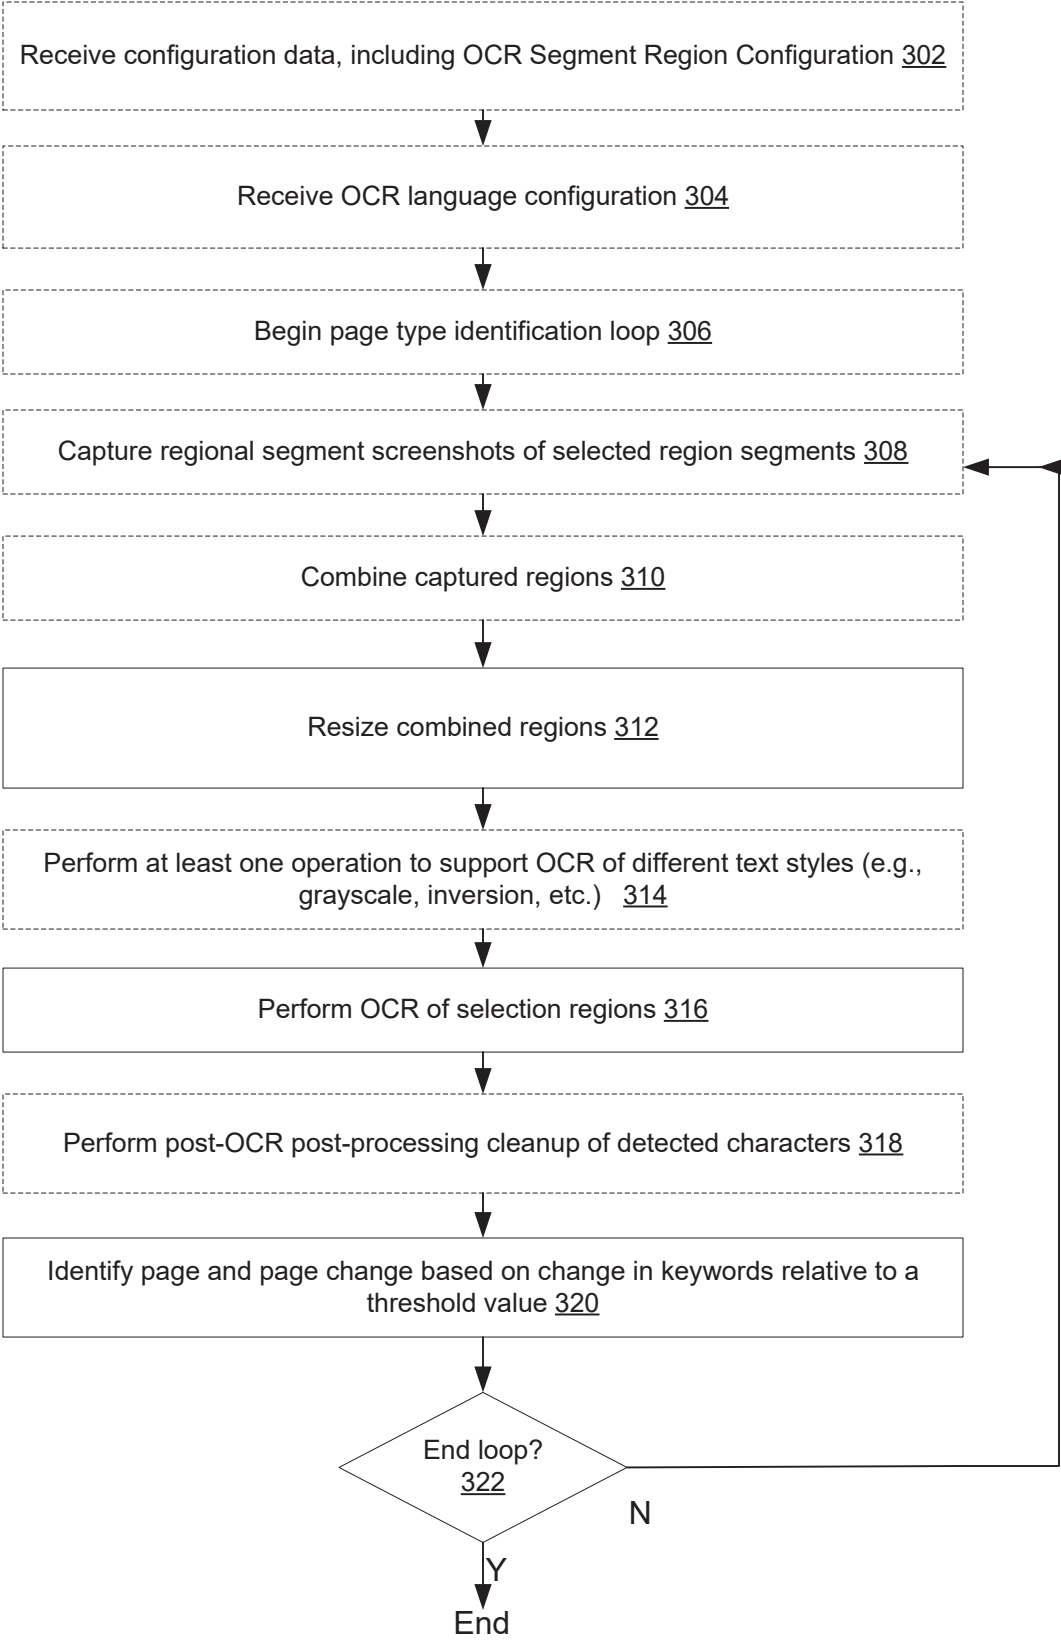 Receive configuration data, including OCR Segment Region Configuration 302
Receive OCR language configuration 304
Begin page type identification loop 306
Capture regional segment screenshots of selected region segments 308
Combine captured regions 310
Resize combined regions 312
Perform at least one operation to support OCR of different text styles (e.g.,
grayscale, inversion, etc.) 314
Perform OCR of selection regions 316
Perform post-OCR post-processing cleanup of detected characters 318
Identify page and page change based on change in keywords relative to a
threshold value 320
End loop?
322
N
Y
End